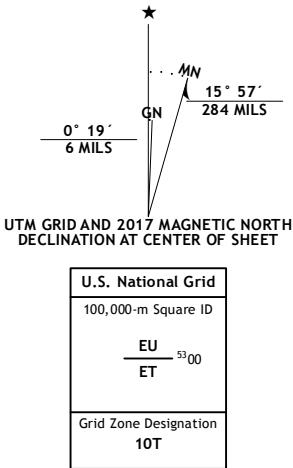 MN
GN
15° 57´
284 MILS
0° 19´
6 MILS
UTM GRID AND 2017 MAGNETIC NORTH
DECLINATION AT CENTER OF SHEET
U.S. National Grid
100,000-m Square ID
EU
5300
ET
Grid Zone Designation
10T